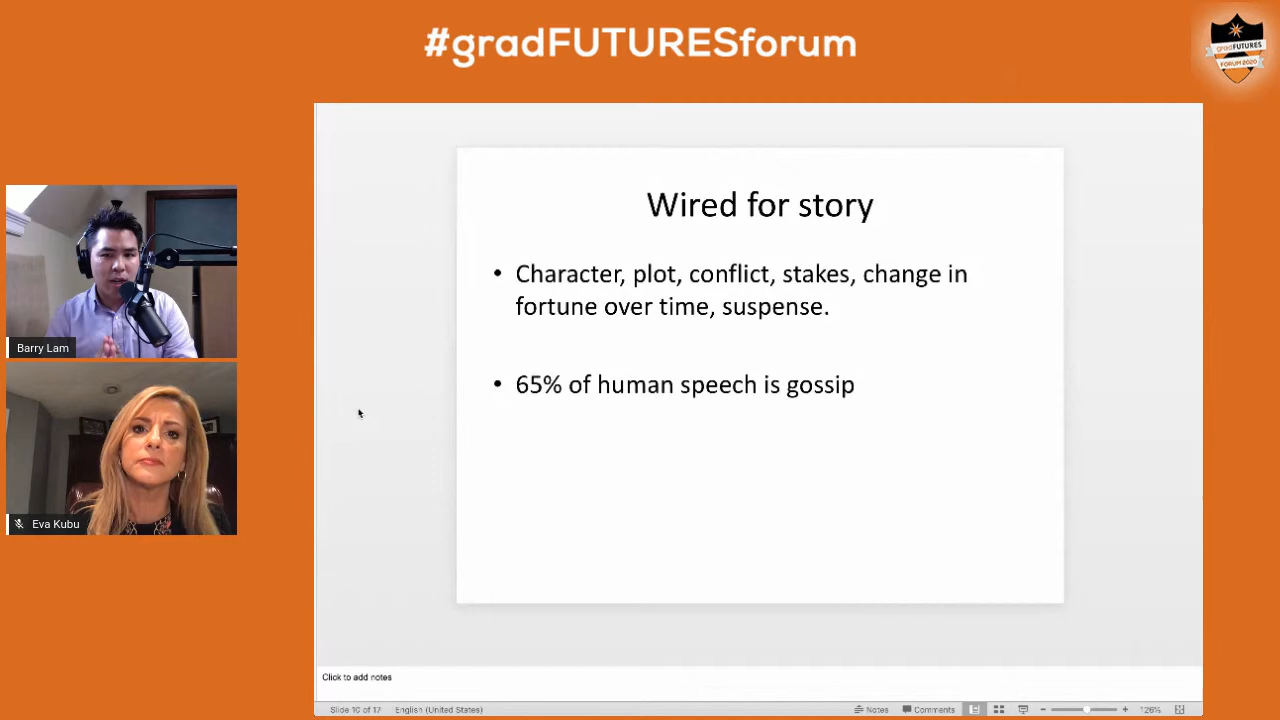 #gradFUTURESforum
gradFUTURES
FORUM 2020
Barry Lam
Eva Kubu
Wired for story
• Character, plot, conflict, stakes, change in
fortune over time, suspense.
• 65% of human speech is gossip
Click to add notes
Slide 10 of 17 English (United States) Notes Comments 126%